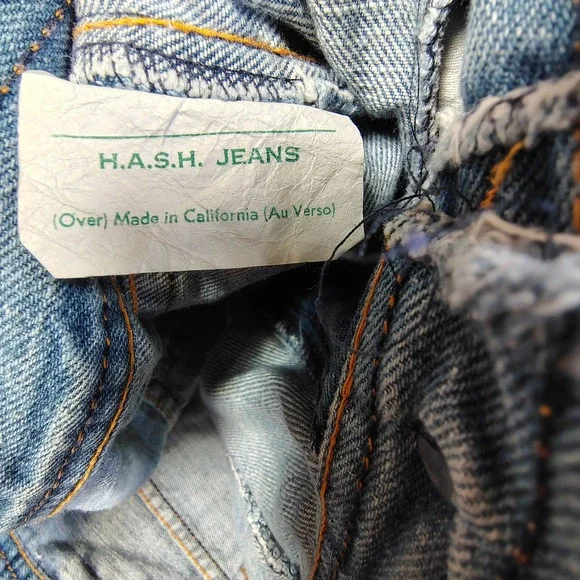 H.A.S.H. JEANS
(Over) Made in California (Au Verso)